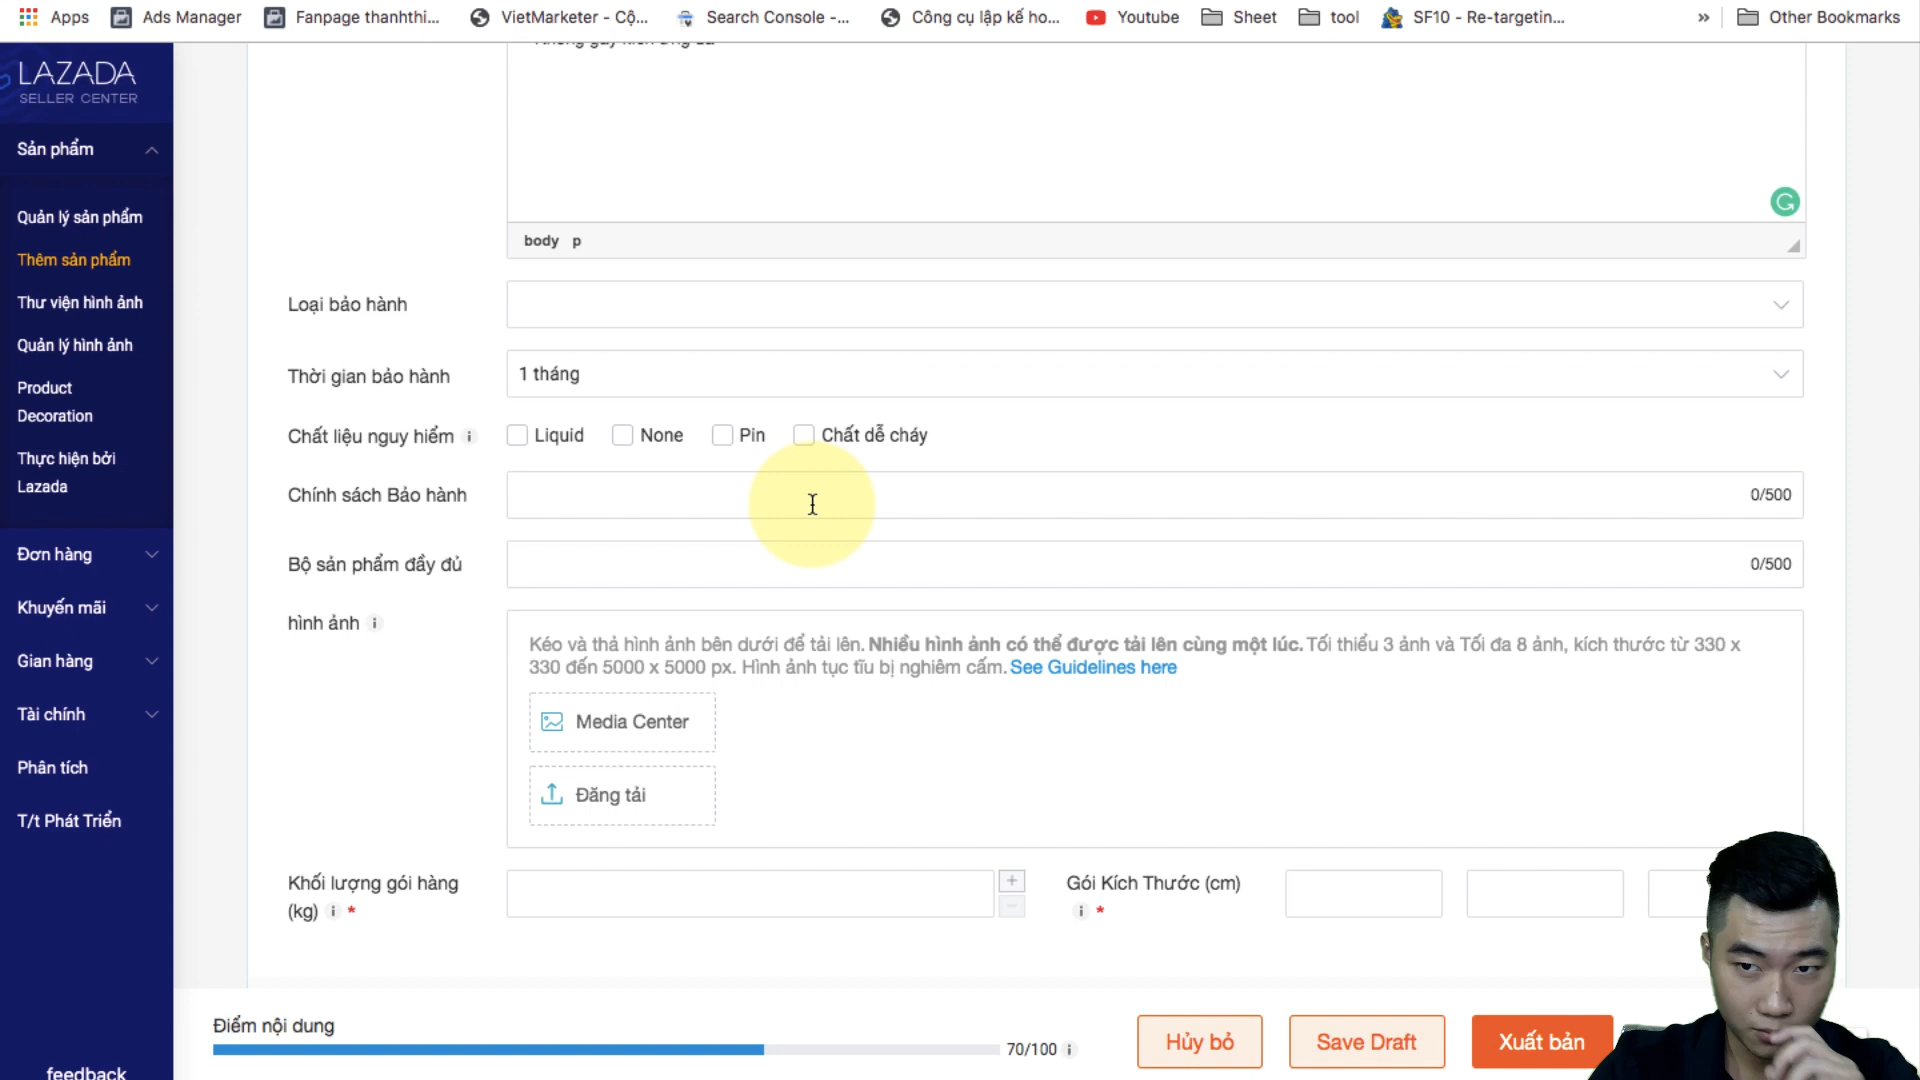 Apps
Ads Manager
Fanpage thanhthi...
VietMarketer - Cộ...
Search Console -...
Công cụ lập kế ho...
Youtube
Sheet
tool
SF10 - Re-targetin...
»
Other Bookmarks
LAZADA
SELLER CENTER
Sản phẩm
Quản lý sản phẩm
Thêm sản phẩm
Thư viện hình ảnh
Quản lý hình ảnh
Product
Decoration
Thực hiện bởi
Lazada
Đơn hàng
Khuyến mãi
Gian hàng
Tài chính
Phân tích
T/t Phát Triển
feedback
body p
Loại bảo hành
Thời gian bảo hành
1 tháng
Chất liệu nguy hiểm i
Liquid
None
Pin
Chất dễ cháy
Chính sách Bảo hành
0/500
Bộ sản phẩm đầy đủ
0/500
hình ảnh i
Kéo và thả hình ảnh bên dưới để tải lên. Nhiều hình ảnh có thể được tải lên cùng một lúc. Tối thiểu 3 ảnh và Tối đa 8 ảnh, kích thước từ 330 x
330 đến 5000 x 5000 px. Hình ảnh tục tĩu bị nghiêm cấm. See Guidelines here
Media Center
Đăng tải
Khối lượng gói hàng
(kg) i *
Gói Kích Thước (cm)
i *
Điểm nội dung
70/100 i
Hủy bỏ
Save Draft
Xuất bản